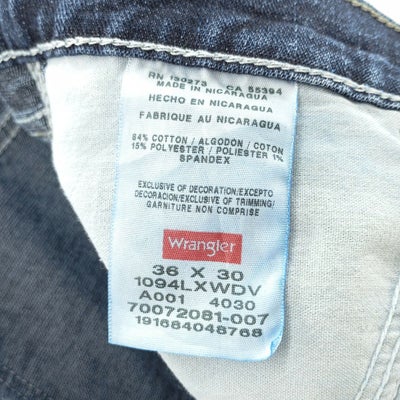 RN 130273 CA 55394
MADE IN NICARAGUA
HECHO EN NICARAGUA
FABRIQUE AU NICARAGUA
84% COTTON / ALGODON / COTON
15% POLYESTER / POLIESTER 1%
SPANDEX
EXCLUSIVE OF DECORATION/EXCEPTO
DECORACION/EXCLUSIVE OF TRIMMING/
GARNITURE NON COMPRISE
Wrangler
36 X 30
1094LXWDV
A001 4030
70072081-007
191684048768